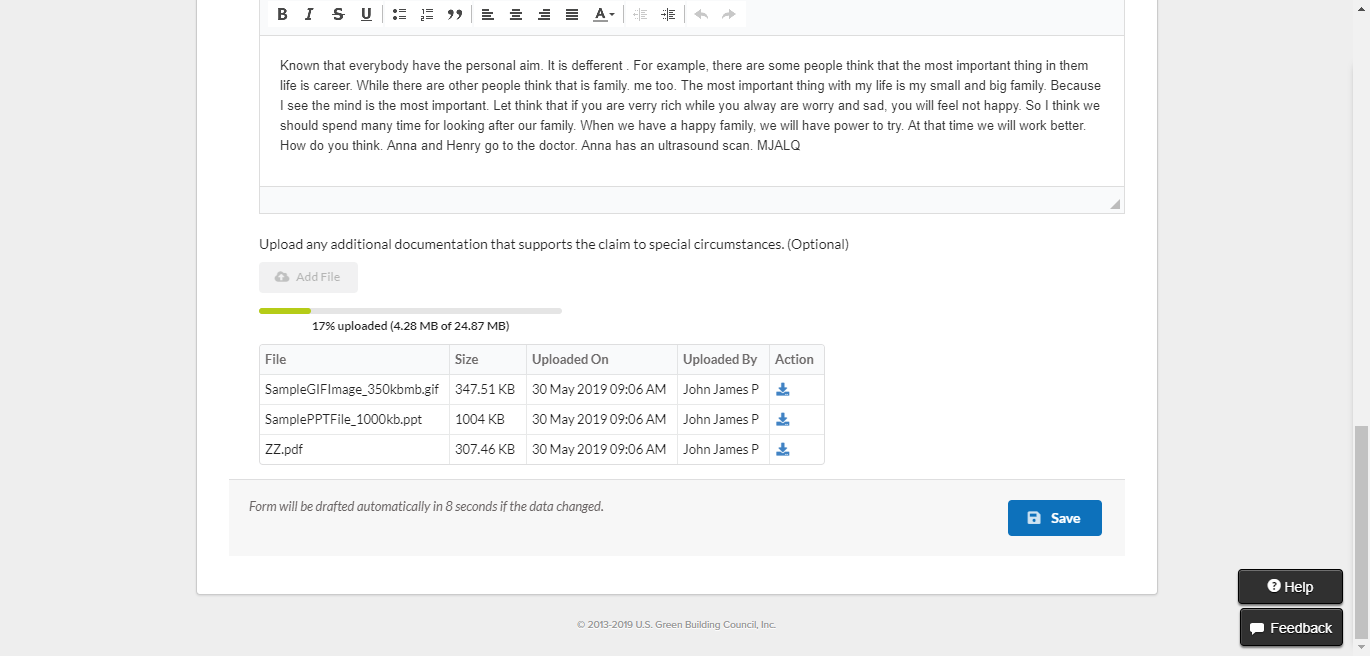 Known that everybody have the personal aim. It is defferent . For example, there are some people think that the most important thing in them
life is career. While there are other people think that is family. me too. The most important thing with my life is my small and big family. Because
I see the mind is the most important. Let think that if you are verry rich while you alway are worry and sad, you will feel not happy. So I think we
should spend many time for looking after our family. When we have a happy family, we will have power to try. At that time we will work better.
How do you think. Anna and Henry go to the doctor. Anna has an ultrasound scan. MJALQ
Upload any additional documentation that supports the claim to special circumstances. (Optional)
Add File
17% uploaded (4.28 MB of 24.87 MB)
File Size Uploaded On Uploaded By Action
SampleGIFImage_350kbmb.gif 347.51 KB 30 May 2019 09:06 AM John James P
SamplePPTFile_1000kb.ppt 1004 KB 30 May 2019 09:06 AM John James P
ZZ.pdf 307.46 KB 30 May 2019 09:06 AM John James P
Form will be drafted automatically in 8 seconds if the data changed.
Save
Help
© 2013-2019 U.S. Green Building Council, Inc.
Feedback